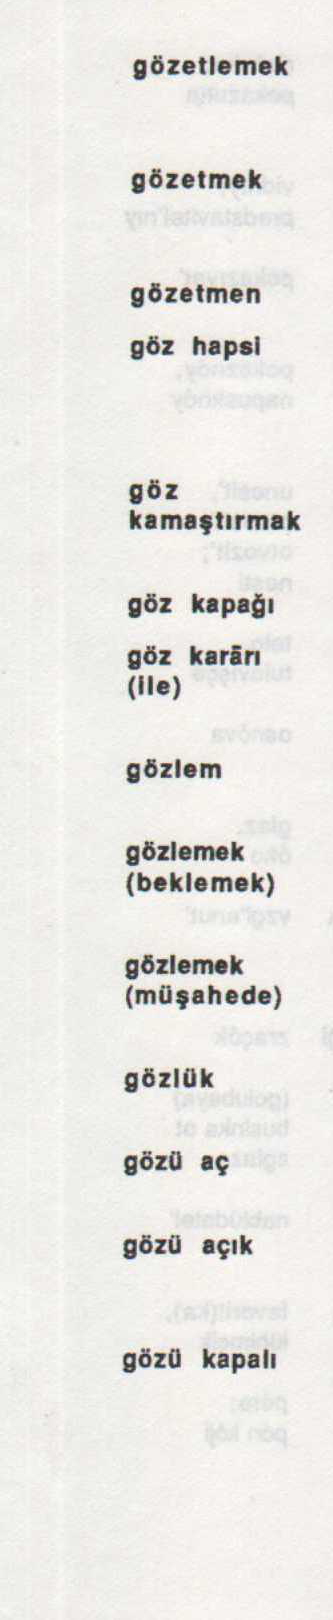 gözetlemek
gözetmek
gözetmen
göz hapsi
göz
kamaştırmak
göz kapağı
göz karârı
(ile)
gözlem
gözlemek
(beklemek)
gözlemek
(müşahede)
gözlük
gözü aç
gözü açık
gözü kapalı